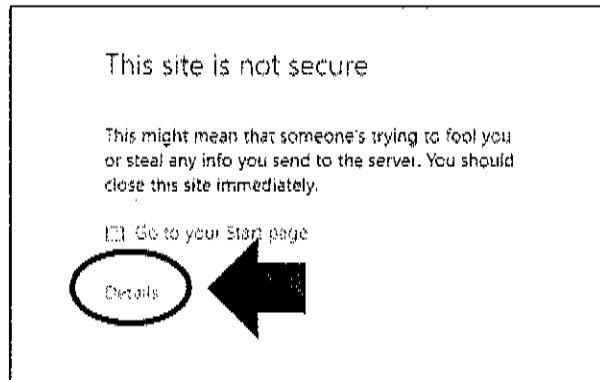 This site is not secure
This might mean that someone's trying to fool you
or steal any info you send to the server. You should
close this site immediately.
Go to your Start page
Details